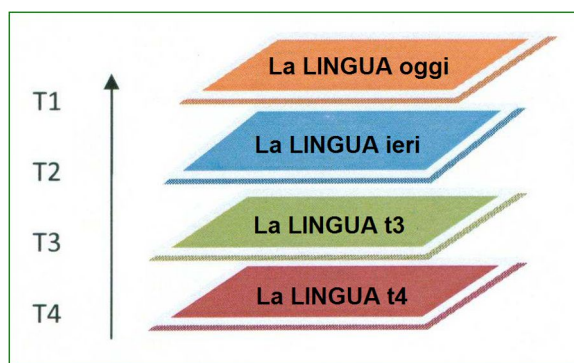 La LINGUA oggi
T1
La LINGUA ieri
T2
La LINGUA t3
T3
La LINGUA t4
T4